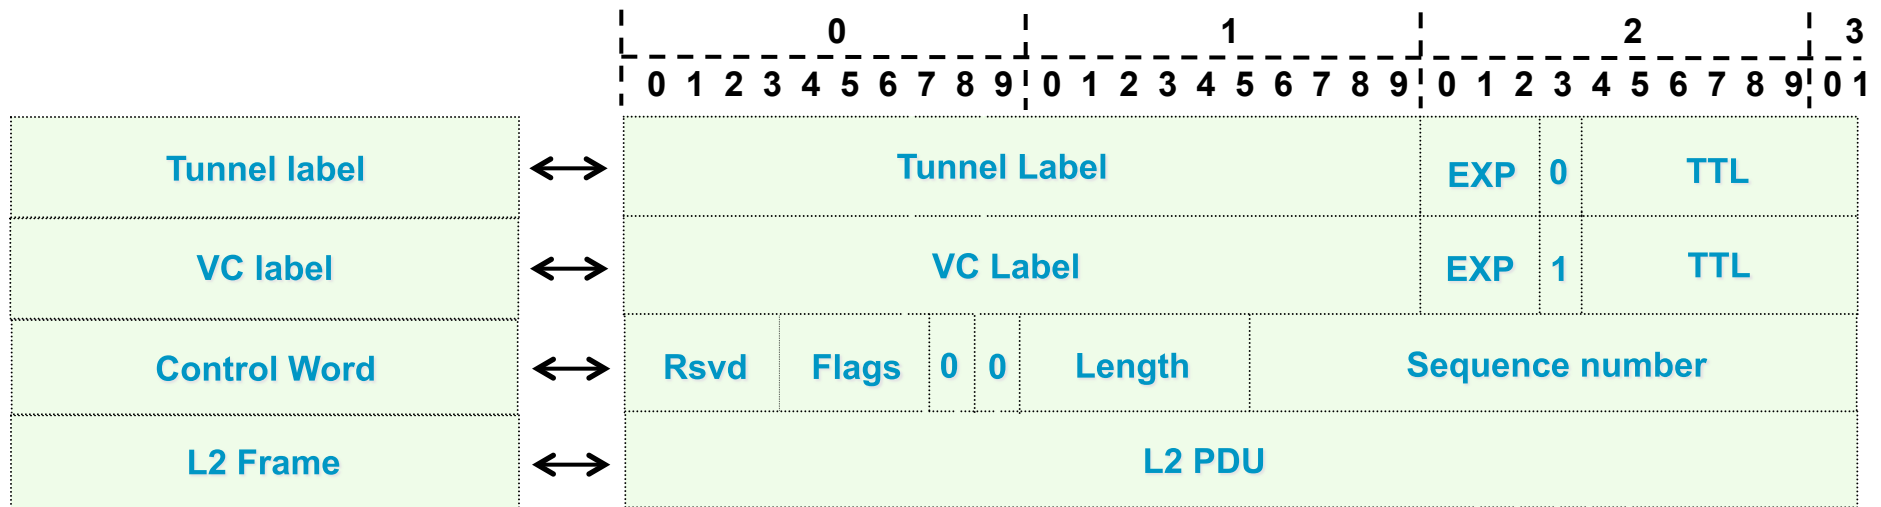 0 1 2 3
0 1 2 3 4 5 6 7 8 9 0 1 2 3 4 5 6 7 8 9 0 1 2 3 4 5 6 7 8 9 0 1
Tunnel label Tunnel Label EXP 0 TTL
VC label VC Label EXP 1 TTL
Control Word Rsvd Flags 0 0 Length Sequence number
L2 Frame L2 PDU